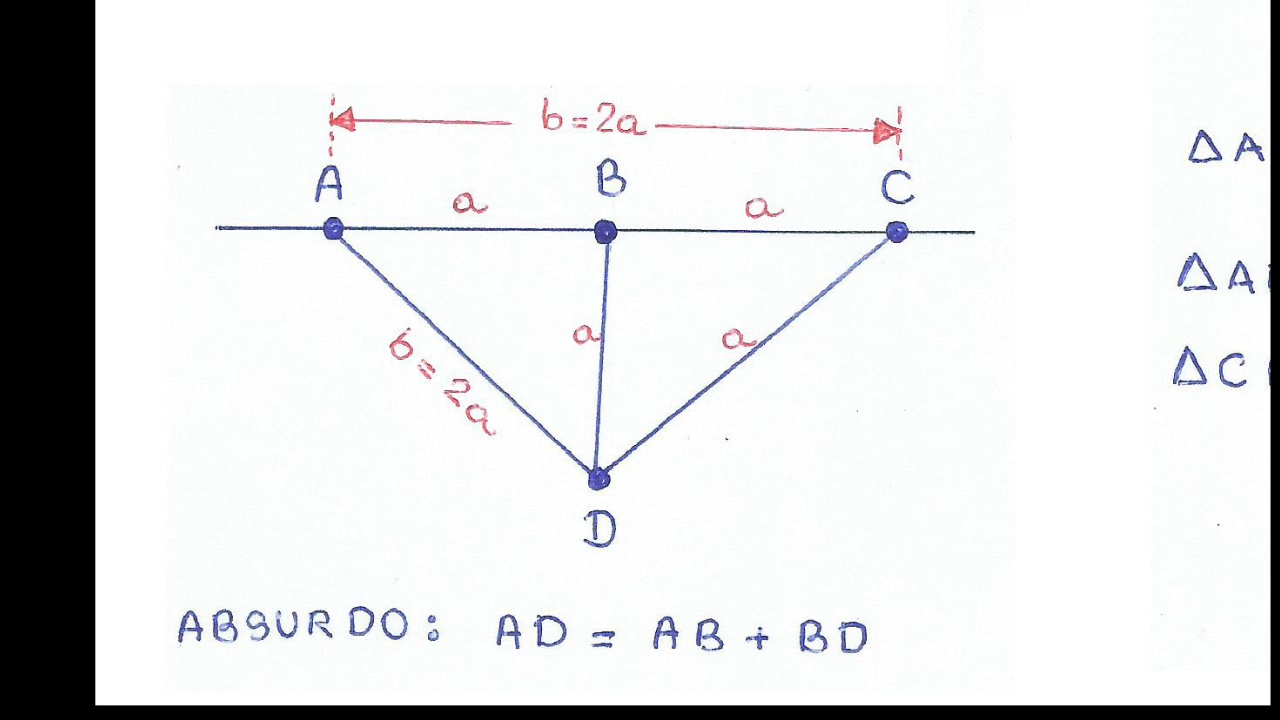 b=2a
A
B
C
a
a
a
a
b=2a
D
ABSURDO: AD = AB + BD
ΔA
ΔA
ΔC